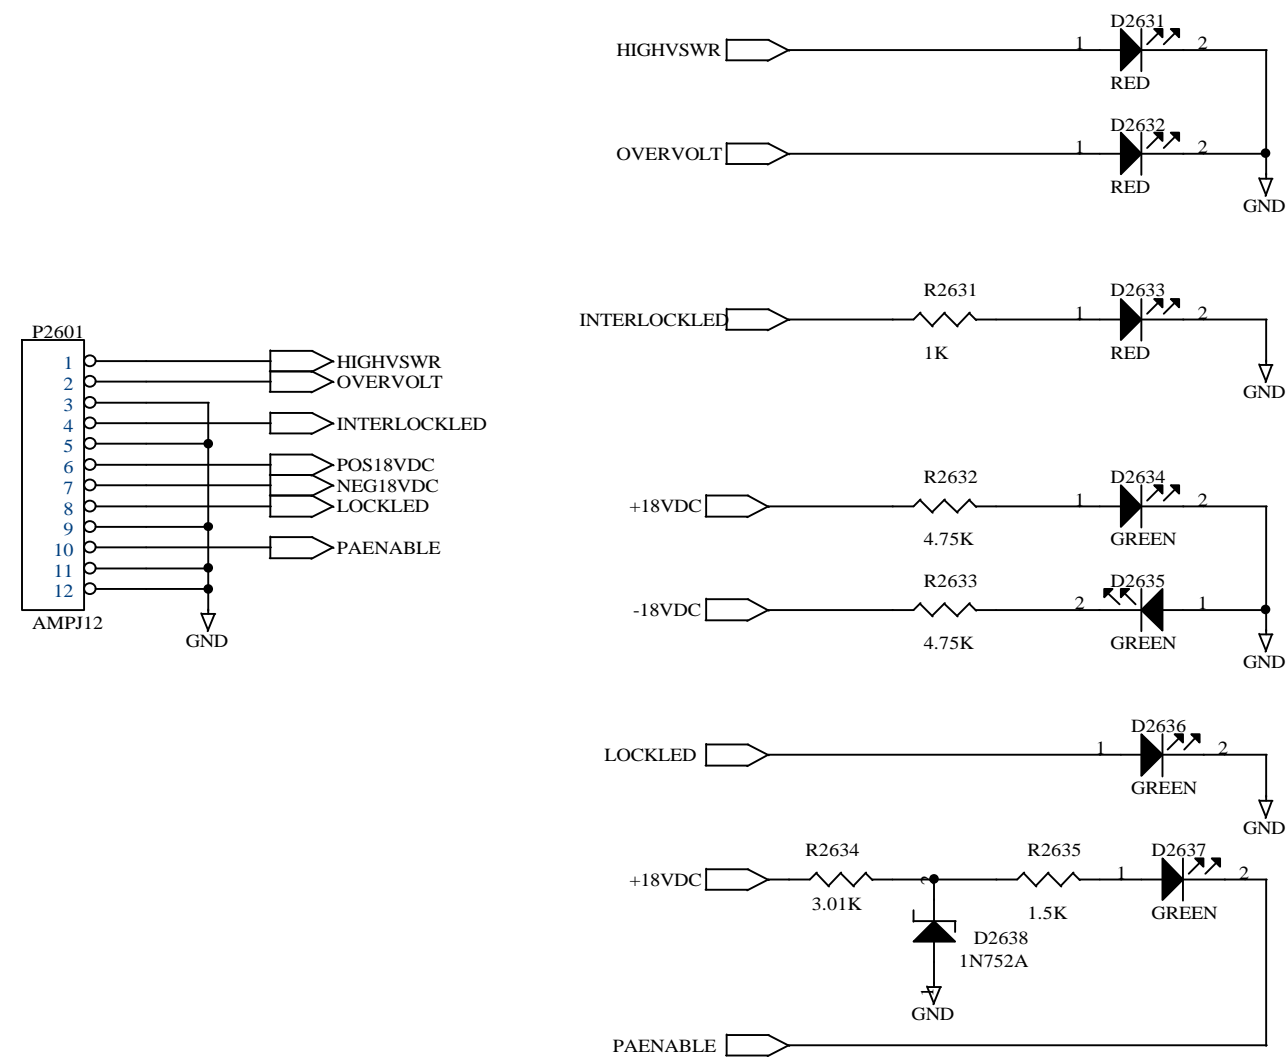 D2631
HIGHVSWR
1
2
RED
D2632
OVERVOLT
1
2
RED
GND
R2631
D2633
INTERLOCKLED
1
2
1K
RED
GND
P2601
1
HIGHVSWR
2
OVERVOLT
3
4
INTERLOCKLED
5
6
POS18VDC
7
NEG18VDC
8
LOCKLED
9
10
PAENABLE
11
12
AMPJ12
GND
R2632
D2634
+18VDC
1
2
4.75K
GREEN
R2633
D2635
-18VDC
2
1
4.75K
GREEN
GND
D2636
LOCKLED
1
2
GREEN
GND
R2634
R2635
D2637
+18VDC
2
1
2
3.01K
1.5K
GREEN
D2638
1N752A
1
GND
PAENABLE